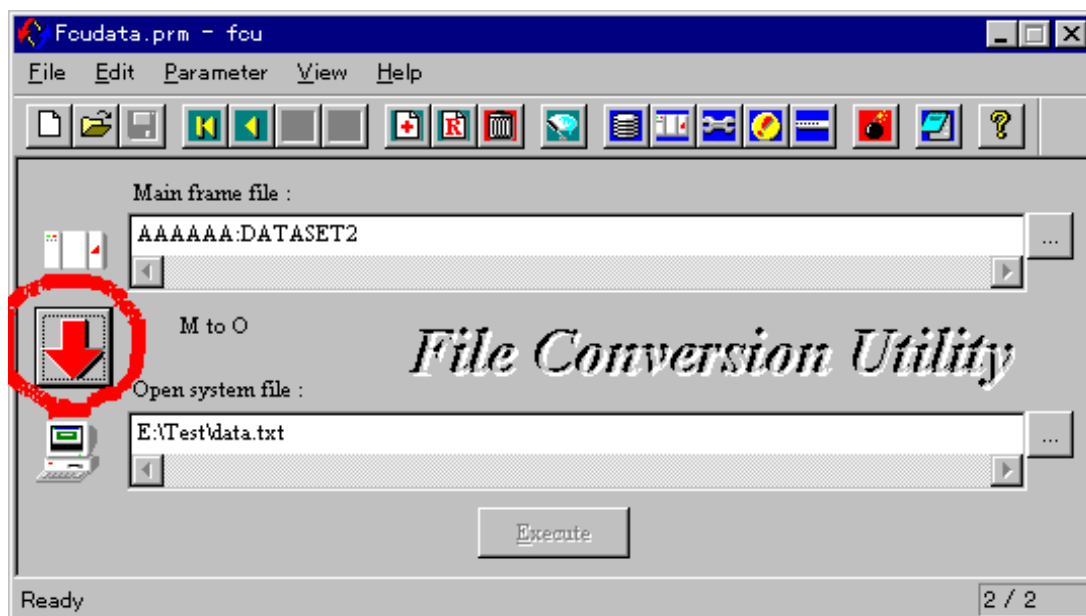 Fcudata.prm - fcu
File Edit Parameter View Help
R ?
Main frame file :
AAAAAA:DATASET2
...
M to O
File Conversion Utility
Open system file :
E:\Test\data.txt
...
Execute
Ready 2 / 2